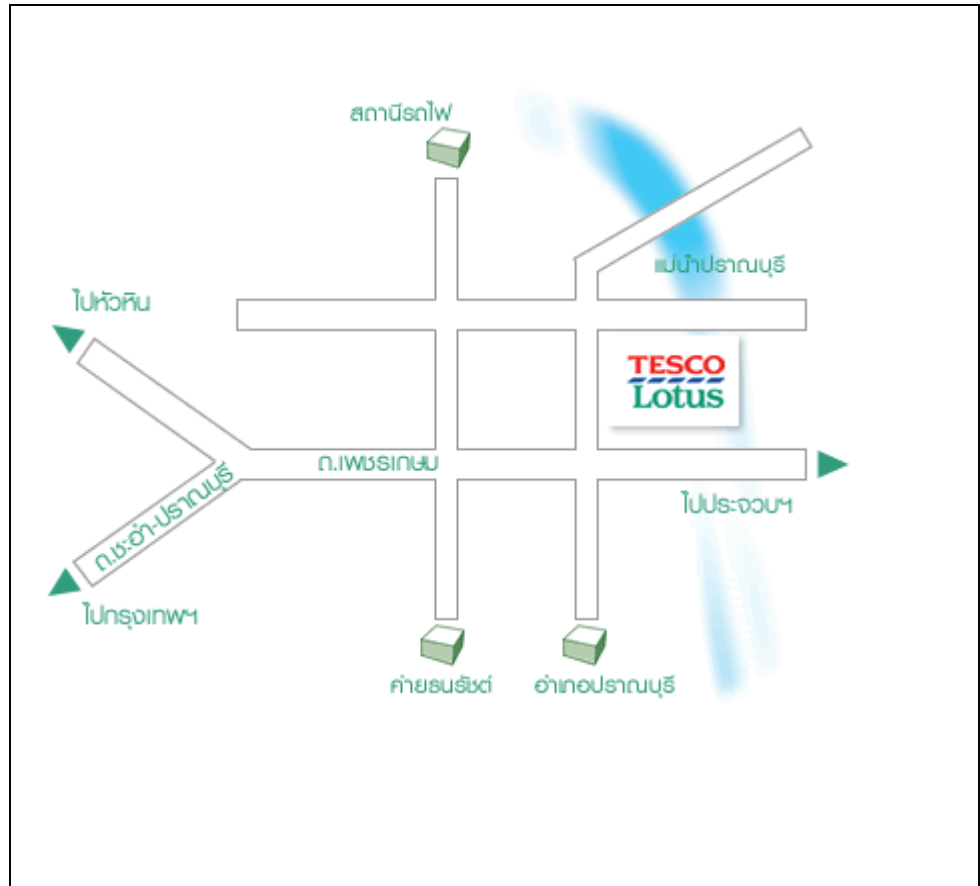 สถานีรถไฟ
แม่น้ำปราณบุรี
ไปหัวหิน
TESCO
Lotus
ถ.เพชรเกษม
ถ.ชะอำ-ปราณบุรี
ไปประจวบฯ
ไปกรุงเทพฯ
ค่ายธนรัชต์
อำเภอปราณบุรี